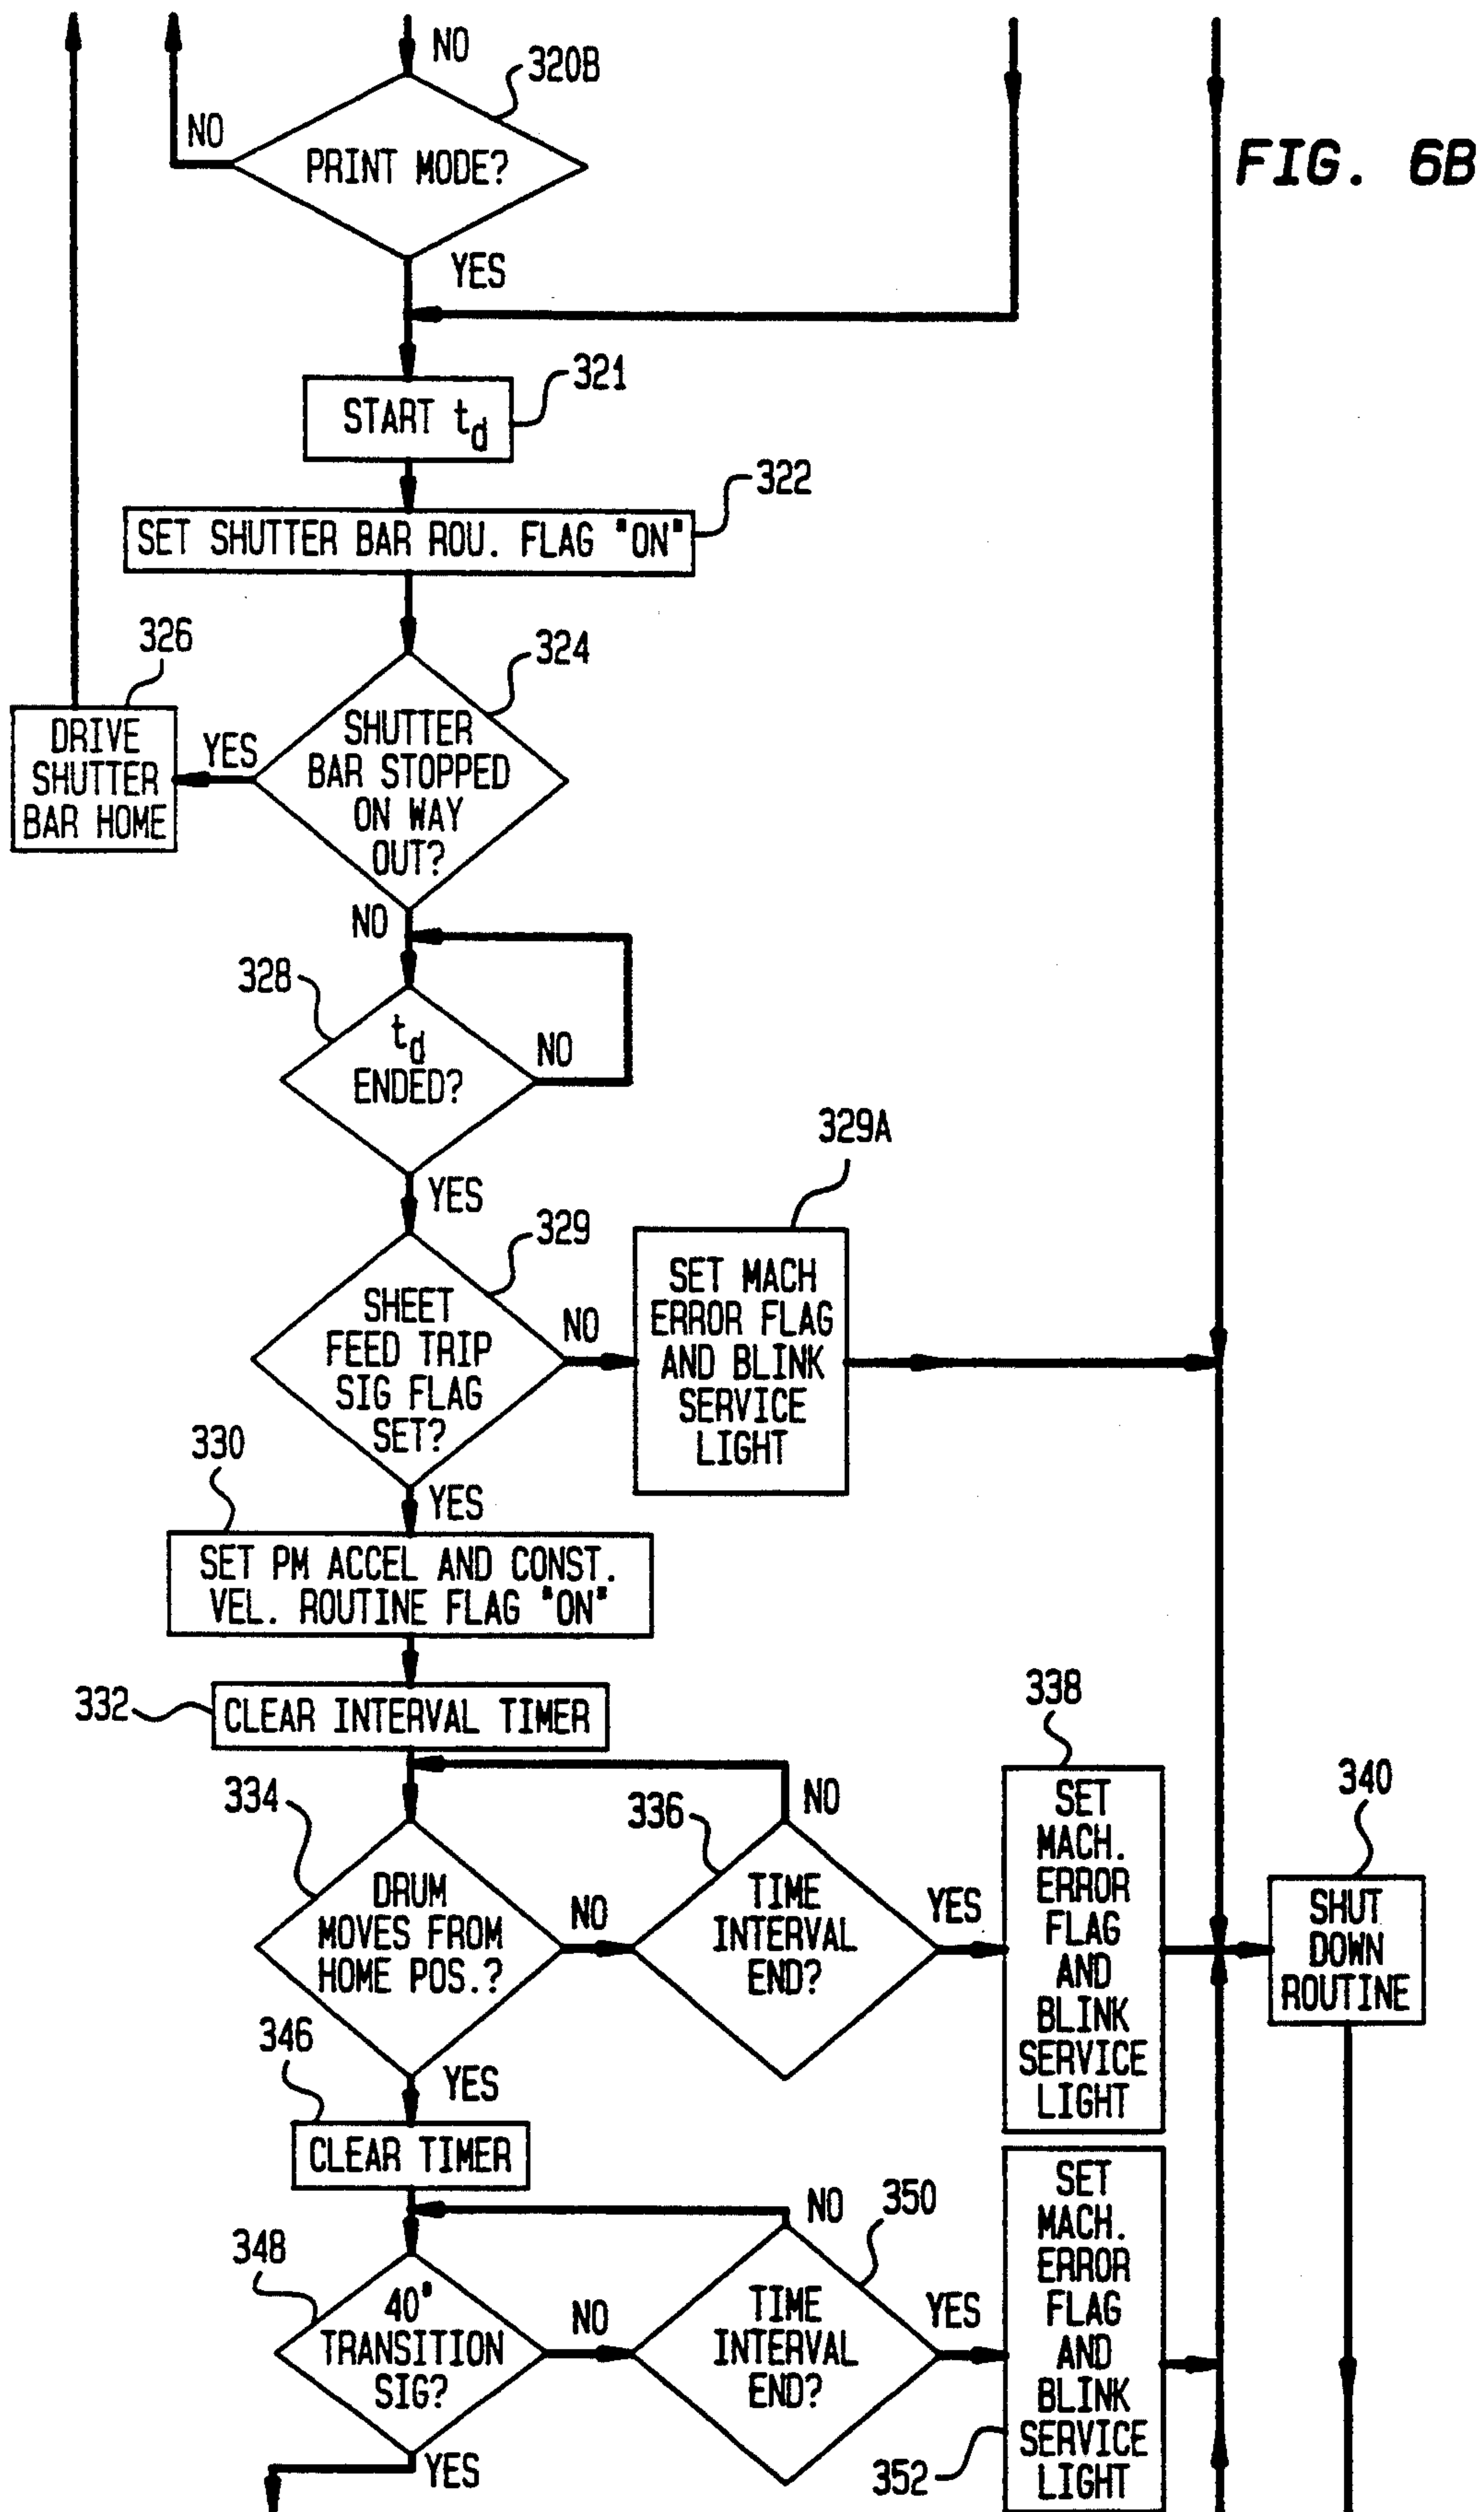 NO
320B
NO
PRINT MODE?
FIG. 6B
YES
321
START td
322
SET SHUTTER BAR ROU. FLAG "ON"
326
324
DRIVE
SHUTTER
BAR HOME
YES
SHUTTER
BAR STOPPED
ON WAY
OUT?
NO
328
td
ENDED?
NO
329A
YES
329
SHEET
FEED TRIP
SIG FLAG
SET?
NO
SET MACH
ERROR FLAG
AND BLINK
SERVICE
LIGHT
330
YES
SET PM ACCEL AND CONST.
VEL. ROUTINE FLAG "ON"
332
CLEAR INTERVAL TIMER
334
DRUM
MOVES FROM
HOME POS.?
NO
336
NO
TIME
INTERVAL
END?
YES
338
SET
MACH.
ERROR
FLAG
AND
BLINK
SERVICE
LIGHT
340
SHUT
DOWN
ROUTINE
346
YES
CLEAR TIMER
348
40°
TRANSITION
SIG?
NO
NO
350
TIME
INTERVAL
END?
YES
352
SET
MACH.
ERROR
FLAG
AND
BLINK
SERVICE
LIGHT
YES